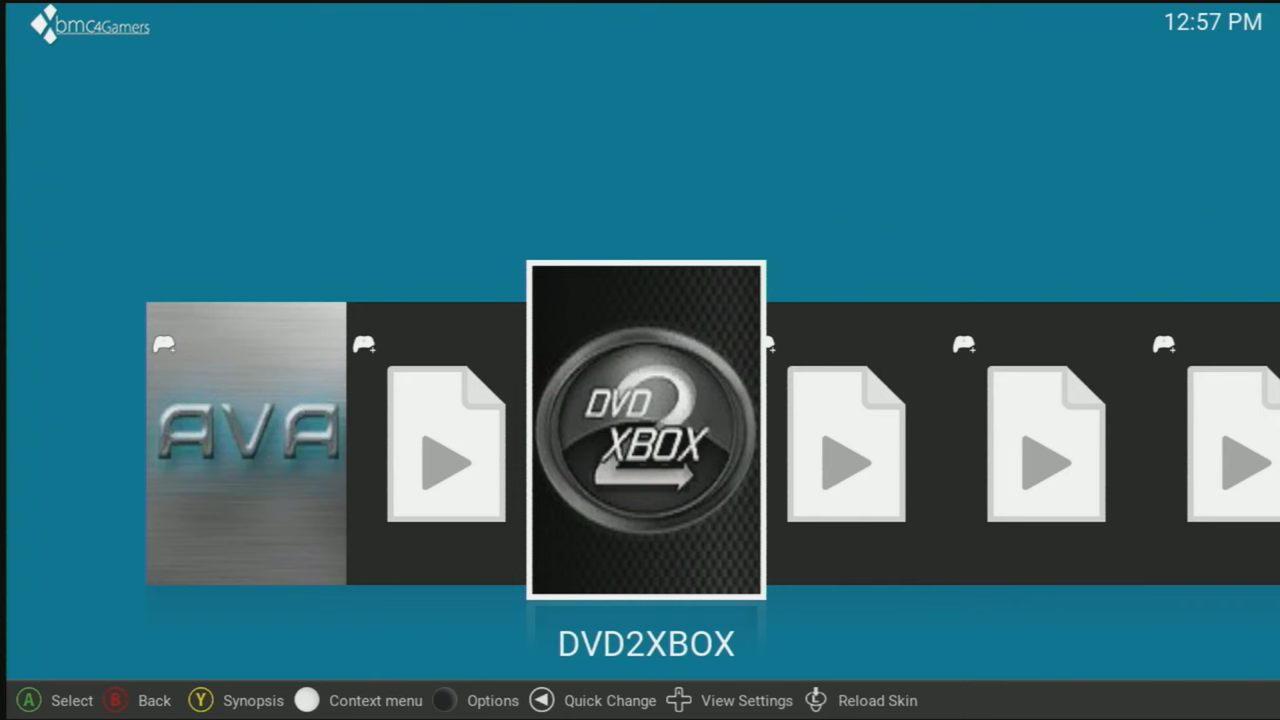 xbmc4Gamers
12:57 PM
AVA
DVD
2
XBOX
DVD2XBOX
A Select B Back Y Synopsis Context menu Options Quick Change View Settings L Reload Skin